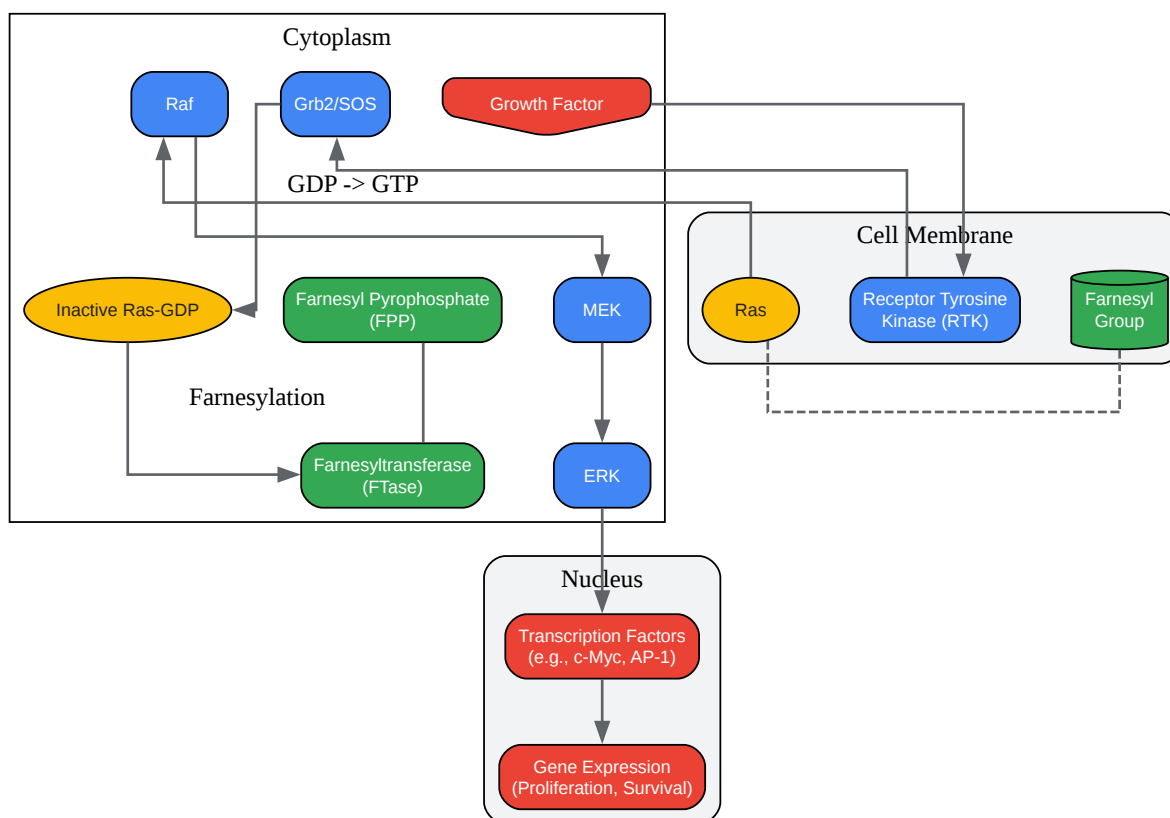 Cytoplasm
Raf
Grb2/SOS
Growth Factor
GDP -> GTP
Cell Membrane
Inactive Ras-GDP
Farnesyl Pyrophosphate
(FPP)
MEK
Ras
Receptor Tyrosine
Kinase (RTK)
Farnesyl
Group
Farnesylation
Farnesyltransferase
(FTase)
ERK
Nucleus
Transcription Factors
(e.g., c-Myc, AP-1)
Gene Expression
(Proliferation, Survival)